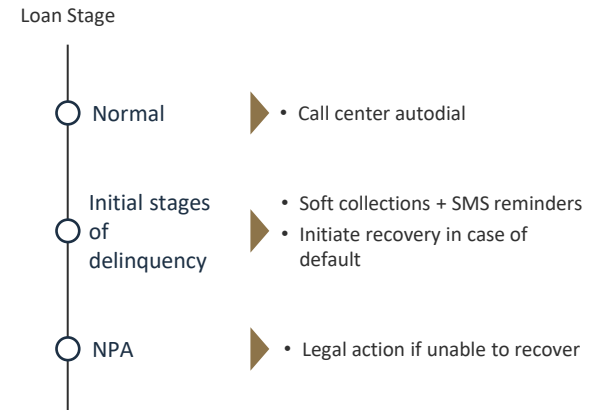 Loan Stage
Normal
• Call center autodial
Initial stages
of
delinquency
• Soft collections + SMS reminders
• Initiate recovery in case of
default
NPA
• Legal action if unable to recover